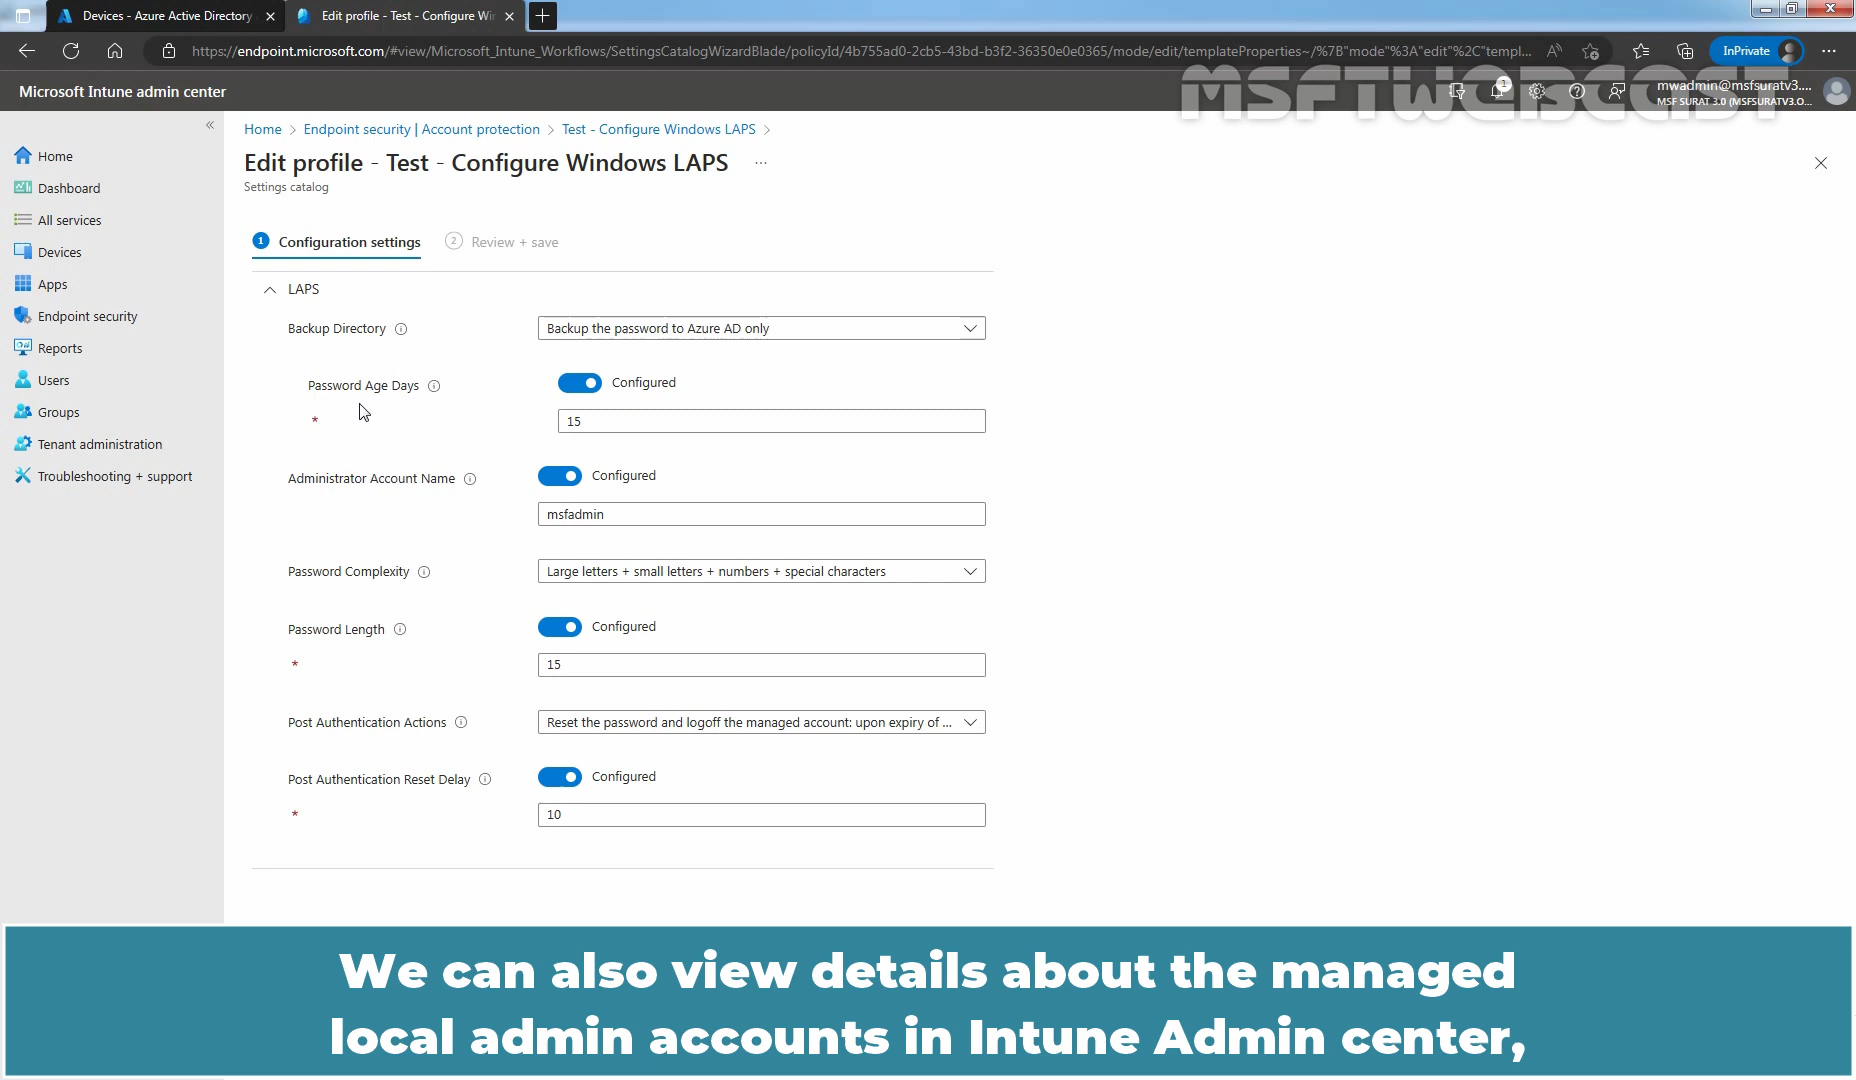 Devices - Azure Active Directory
Edit profile - Test - Configure Wi
https://endpoint.microsoft.com/#view/Microsoft_Intune_Workflows/SettingsCatalogWizardBlade/policyId/4b755ad0-2cb5-43bd-b3f2-36350e0e0365/mode/edit/templateProperties~/%7B"mode"%3A"edit"%2C"templ...
InPrivate
Microsoft Intune admin center
MSFTWEBCAST
1
mwadmin@msfsuratv3....
MSF SURAT 3.0 (MSFSURATV3.O...
Home > Endpoint security | Account protection > Test - Configure Windows LAPS >
Edit profile - Test - Configure Windows LAPS ...
Settings catalog
Home
Dashboard
All services
Devices
Apps
Endpoint security
Reports
Users
Groups
Tenant administration
Troubleshooting + support
1 Configuration settings
2 Review + save
LAPS
Backup Directory
Backup the password to Azure AD only
Password Age Days
Configured
* 15
Administrator Account Name
Configured
msfadmin
Password Complexity
Large letters + small letters + numbers + special characters
Password Length
Configured
* 15
Post Authentication Actions
Reset the password and logoff the managed account: upon expiry of ...
Post Authentication Reset Delay
Configured
* 10
We can also view details about the managed
local admin accounts in Intune Admin center,